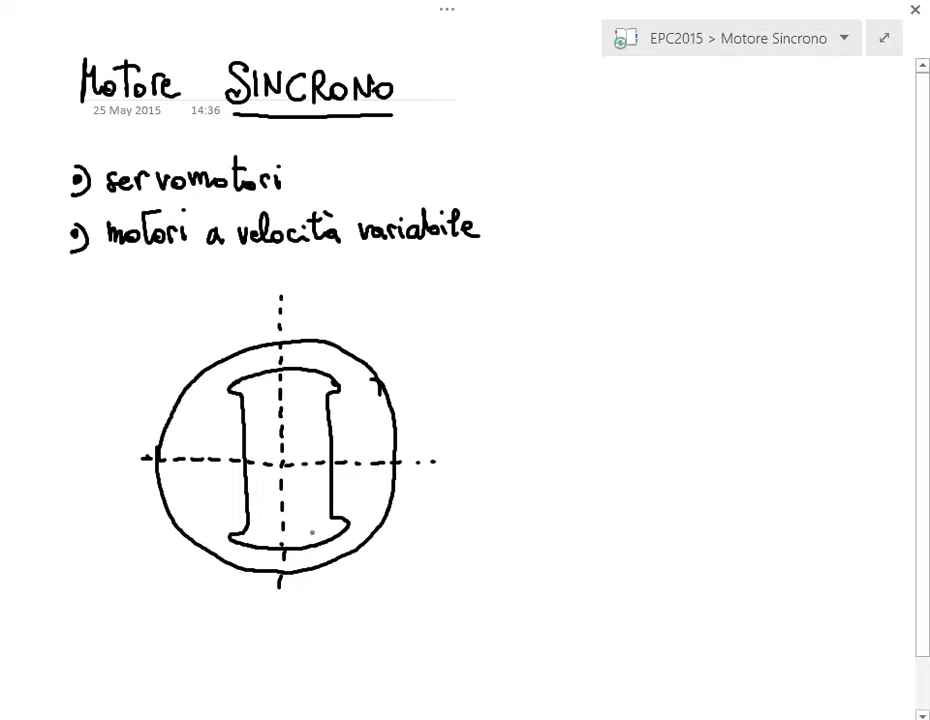 EPC2015 > Motore Sincrono
Motore SINCRONO
25 May 2015 14:36
servomotori
motori a velocità variabile